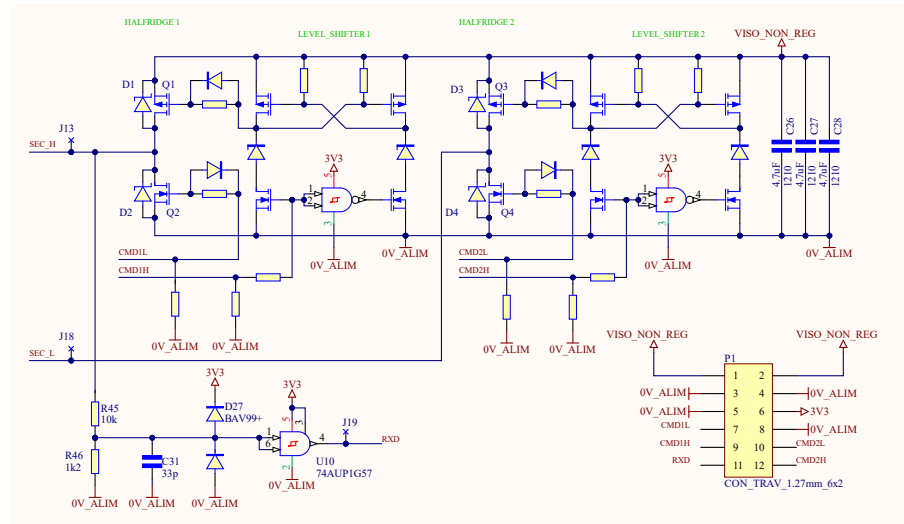 HALFRIDGE 1
LEVEL_SHIFTER 1
HALFRIDGE 2
LEVEL_SHIFTER 2
VISO_NON_REG
D1
Q1
D3
Q3
J13
SEC_H
C26
C27
C28
4.7uF
1210
4.7uF
1210
4.7uF
1210
3V3
3V3
5
1
2
4
3
5
1
2
4
3
D2
Q2
D4
Q4
CMD1L
0V_ALIM
0V_ALIM
CMD2L
0V_ALIM
0V_ALIM
CMD1H
CMD2H
0V_ALIM
0V_ALIM
0V_ALIM
0V_ALIM
J18
SEC_L
VISO_NON_REG
VISO_NON_REG
P1
1
2
0V_ALIM
3
4
0V_ALIM
0V_ALIM
5
6
3V3
CMD1L
7
8
0V_ALIM
CMD1H
9
10
CMD2L
RXD
11
12
CMD2H
CON_TRAV_1.27mm_6x2
3V3
3V3
R45
10k
D27
BAV99+
J19
5
3
1
6
4
2
RXD
R46
1k2
C31
33p
U10
74AUP1G57
0V_ALIM
0V_ALIM
0V_ALIM
0V_ALIM